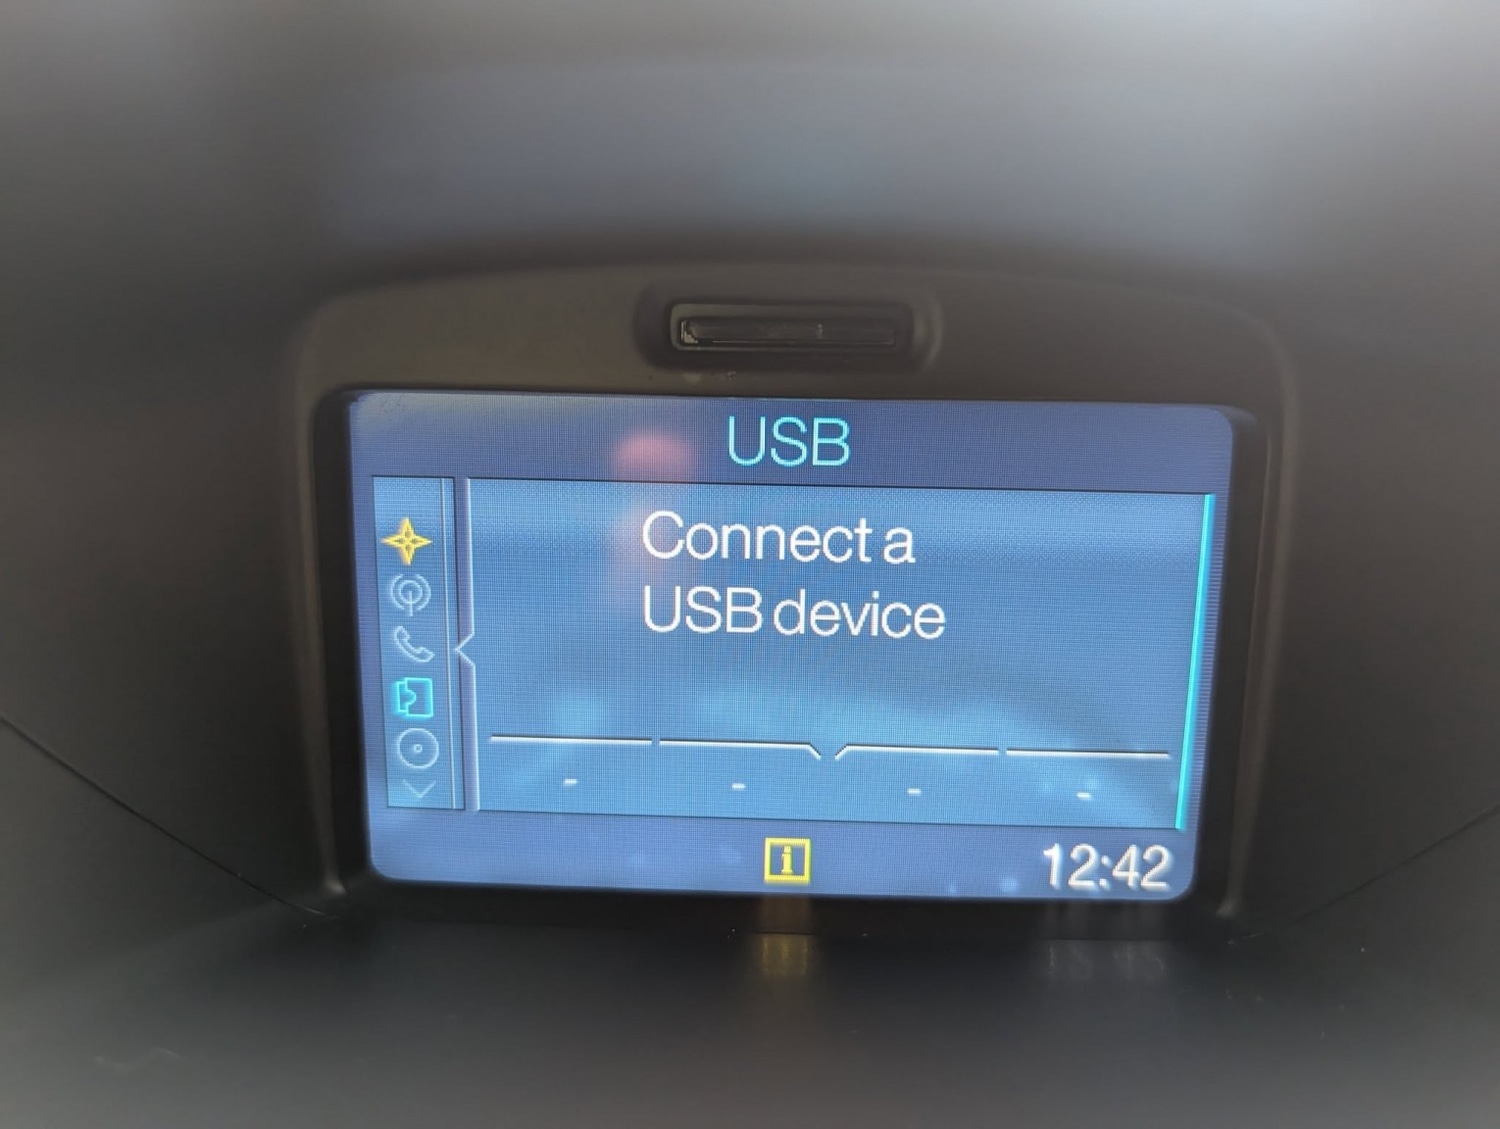 USB
Connect a
USB device
- - - -
i
12:42